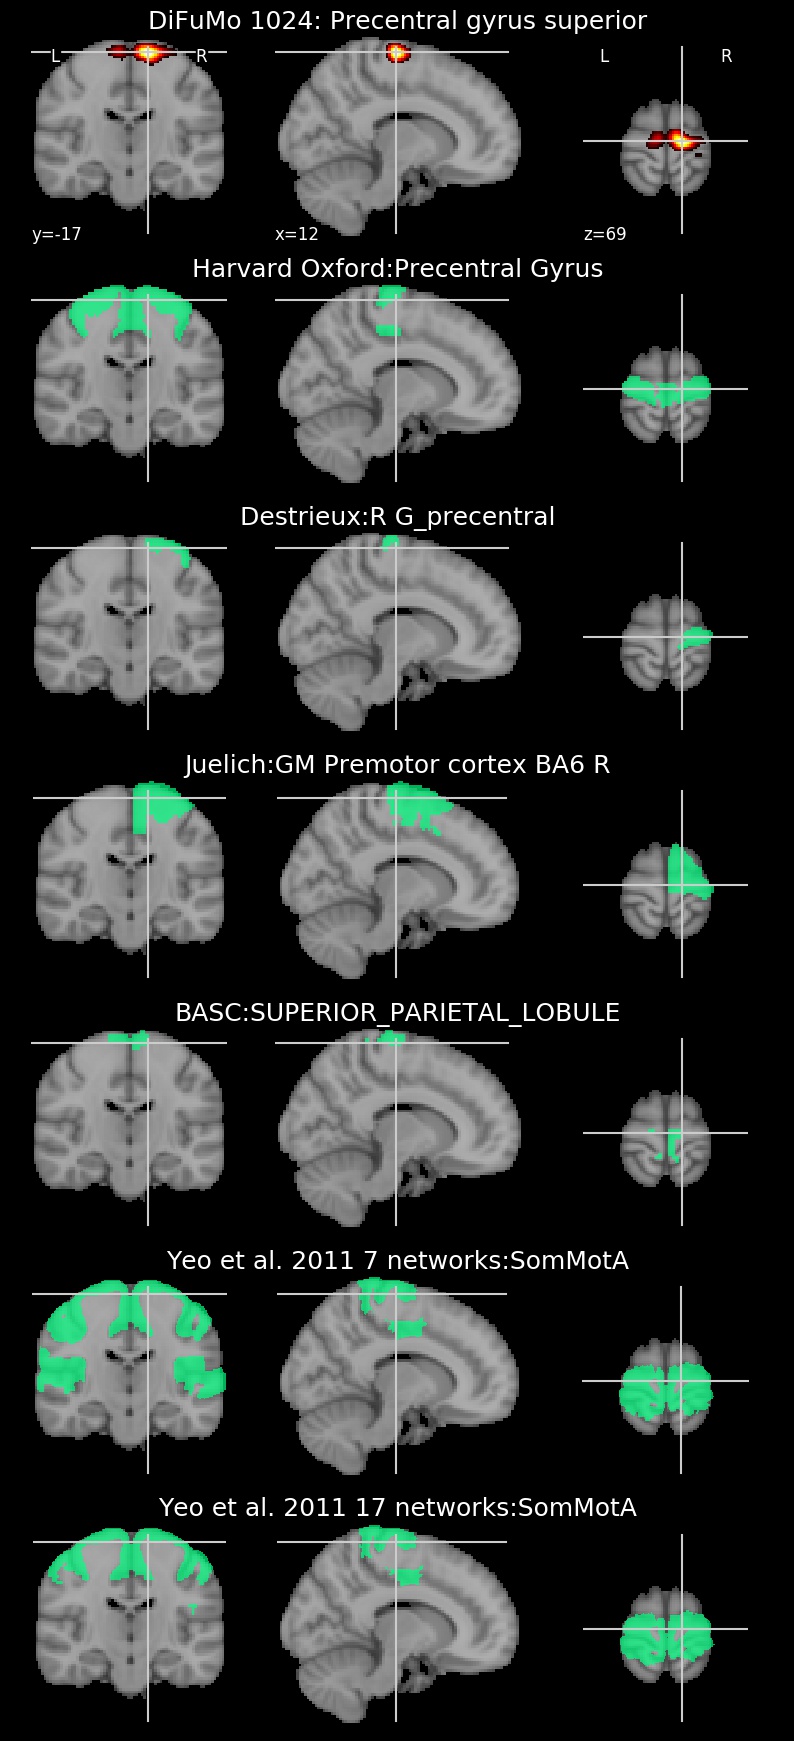 DiFuMo 1024: Precentral gyrus superior
L R L R
y=-17 x=12 z=69
Harvard Oxford:Precentral Gyrus
Destrieux:R G_precentral
Juelich:GM Premotor cortex BA6 R
BASC:SUPERIOR_PARIETAL_LOBULE
Yeo et al. 2011 7 networks:SomMotA
Yeo et al. 2011 17 networks:SomMotA